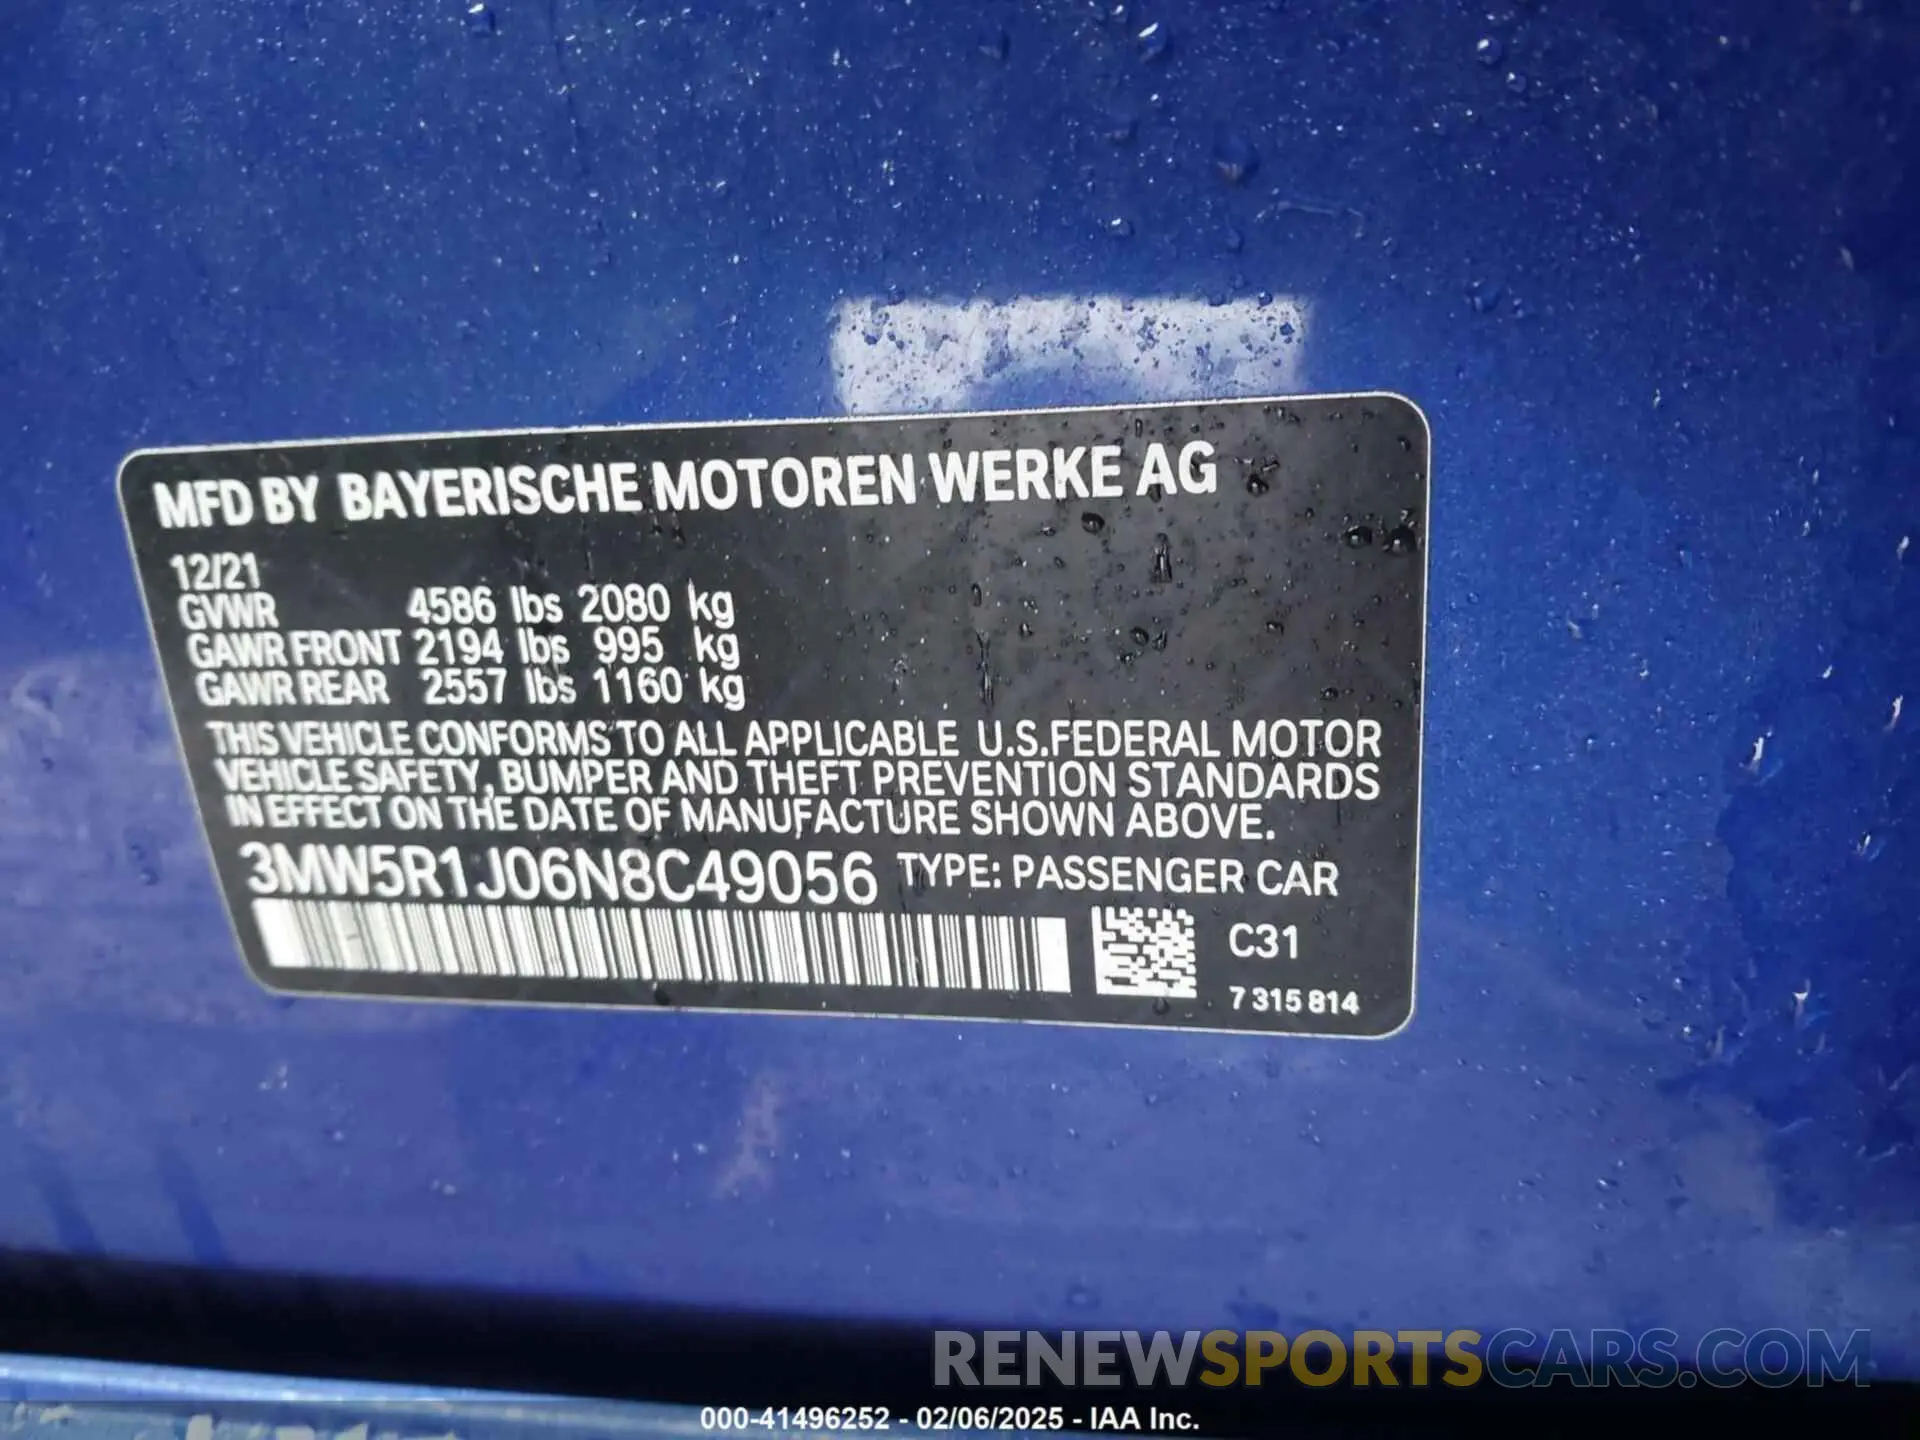 MFD BY BAYERISCHE MOTOREN WERKE AG
12/21
GVWR 4586 lbs 2080 kg
GAWR FRONT 2194 lbs 995 kg
GAWR REAR 2557 lbs 1160 kg
THIS VEHICLE CONFORMS TO ALL APPLICABLE U.S.FEDERAL MOTOR
VEHICLE SAFETY, BUMPER AND THEFT PREVENTION STANDARDS
IN EFFECT ON THE DATE OF MANUFACTURE SHOWN ABOVE.
3MW5R1J06N8C49056 TYPE: PASSENGER CAR
C31
7 315 814
RENEWSPORTSCARS.COM
000-41496252 - 02/06/2025 - IAA Inc.